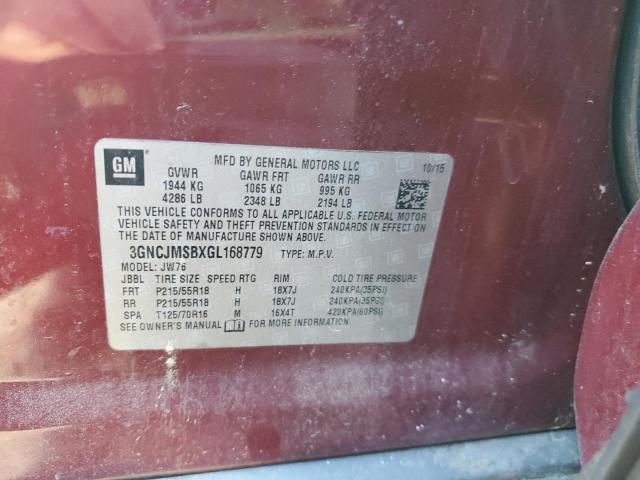 GM
MFD BY GENERAL MOTORS LLC 10/15
GVWR GAWR FRT GAWR RR
1944 KG 1065 KG 995 KG
4286 LB 2348 LB 2194 LB
THIS VEHICLE CONFORMS TO ALL APPLICABLE U.S. FEDERAL MOTOR
VEHICLE SAFETY AND THEFT PREVENTION STANDARDS IN EFFECT
ON THE DATE OF MANUFACTURE SHOWN ABOVE.
3GNCJMSBXGL168779 TYPE: M.P.V.
MODEL: JW76
JBBL TIRE SIZE SPEED RTG RIM COLD TIRE PRESSURE
FRT P215/55R18 H 18X7J 240KPA(35PSI)
RR P215/55R18 H 18X7J 240KPA(35PSI)
SPA T125/70R16 M 16X4T 420KPA(60PSI)
SEE OWNER'S MANUAL FOR MORE INFORMATION.